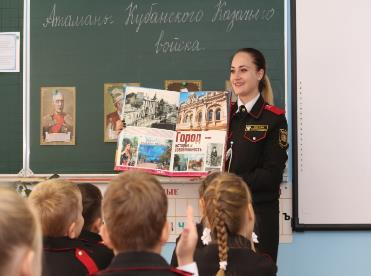 Атаманы Кубанского Казачьего
войска.
Город
ИСТОРИЯ И
СОВРЕМЕННОСТЬ